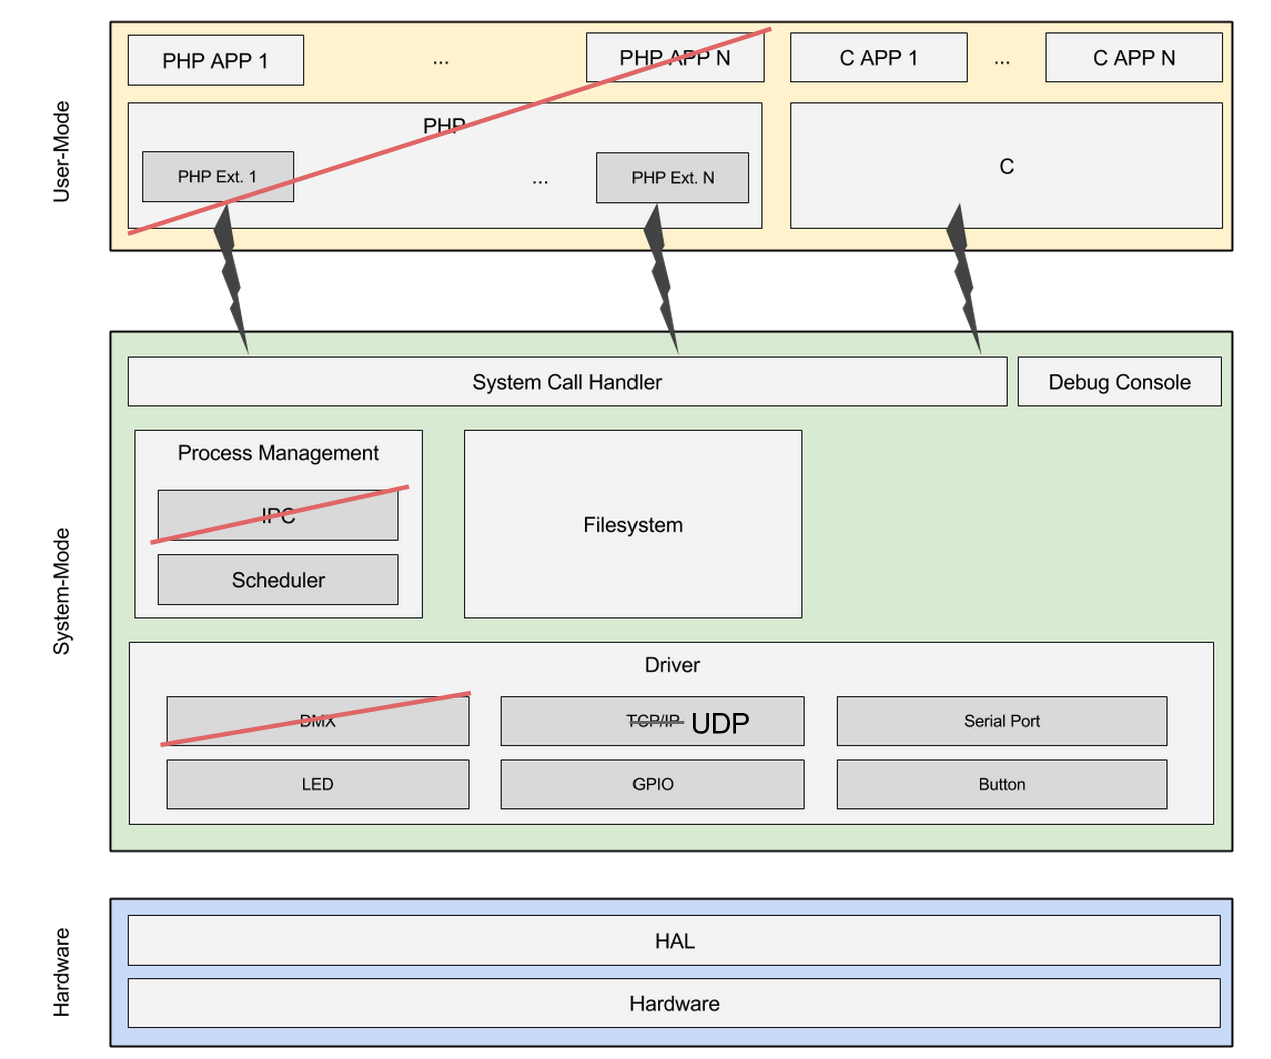 User-Mode
PHP APP 1
...
PHP APP N
C APP 1
...
C APP N
PHP
PHP Ext. 1
...
PHP Ext. N
C
System-Mode
System Call Handler
Debug Console
Process Management
IPC
Scheduler
Filesystem
Driver
DMX
TCP/IP UDP
Serial Port
LED
GPIO
Button
Hardware
HAL
Hardware